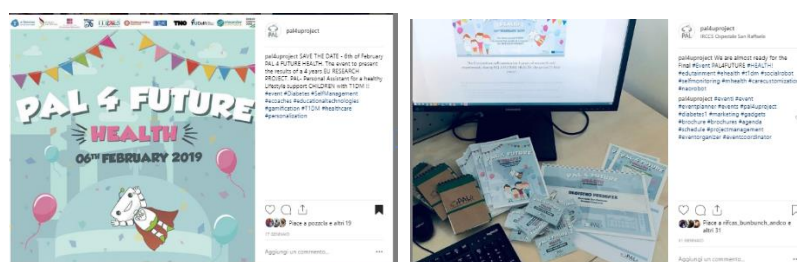 TNO
pal4uproject
pal4uproject SAVE THE DATE - 6th of February
PAL 4 FUTURE HEALTH. The event to present
the results of a 4 years EU RESEARCH
PROJECT. PAL- Personal Assistant for a healthy
Lifestyle support CHILDREN with T1DM
#event #Diabetes #SelfManagement
#ecoaches #educationaltechnologies
#gamification #T1DM #healthcare
#personalization
PAL 4 FUTURE
HEALTH
06TH FEBRUARY 2019
Piace a pozzcla e altri 19
Aggiungi un commento...
pal4uproject
IRCCS Ospedale San Raffaele
pal4uproject We are almost ready for the
Final #Event PAL4FUTURE #HEALTH!
#edutainment #ehealth #T1dm #socialrobot
#selfmonitoring #mhealth #carecustomization
#naorobot
pal4uproject #eventi #event
#eventplanner #events #pal4uproject
#diabetes1 #marketing #gadgets
#brochure #brochures #agenda
#schedule #projectmanagement
#eventorganizer #eventcoordinator
Piace a rifcas_bunbunch_andco e
altri 31
Aggiungi un commento...